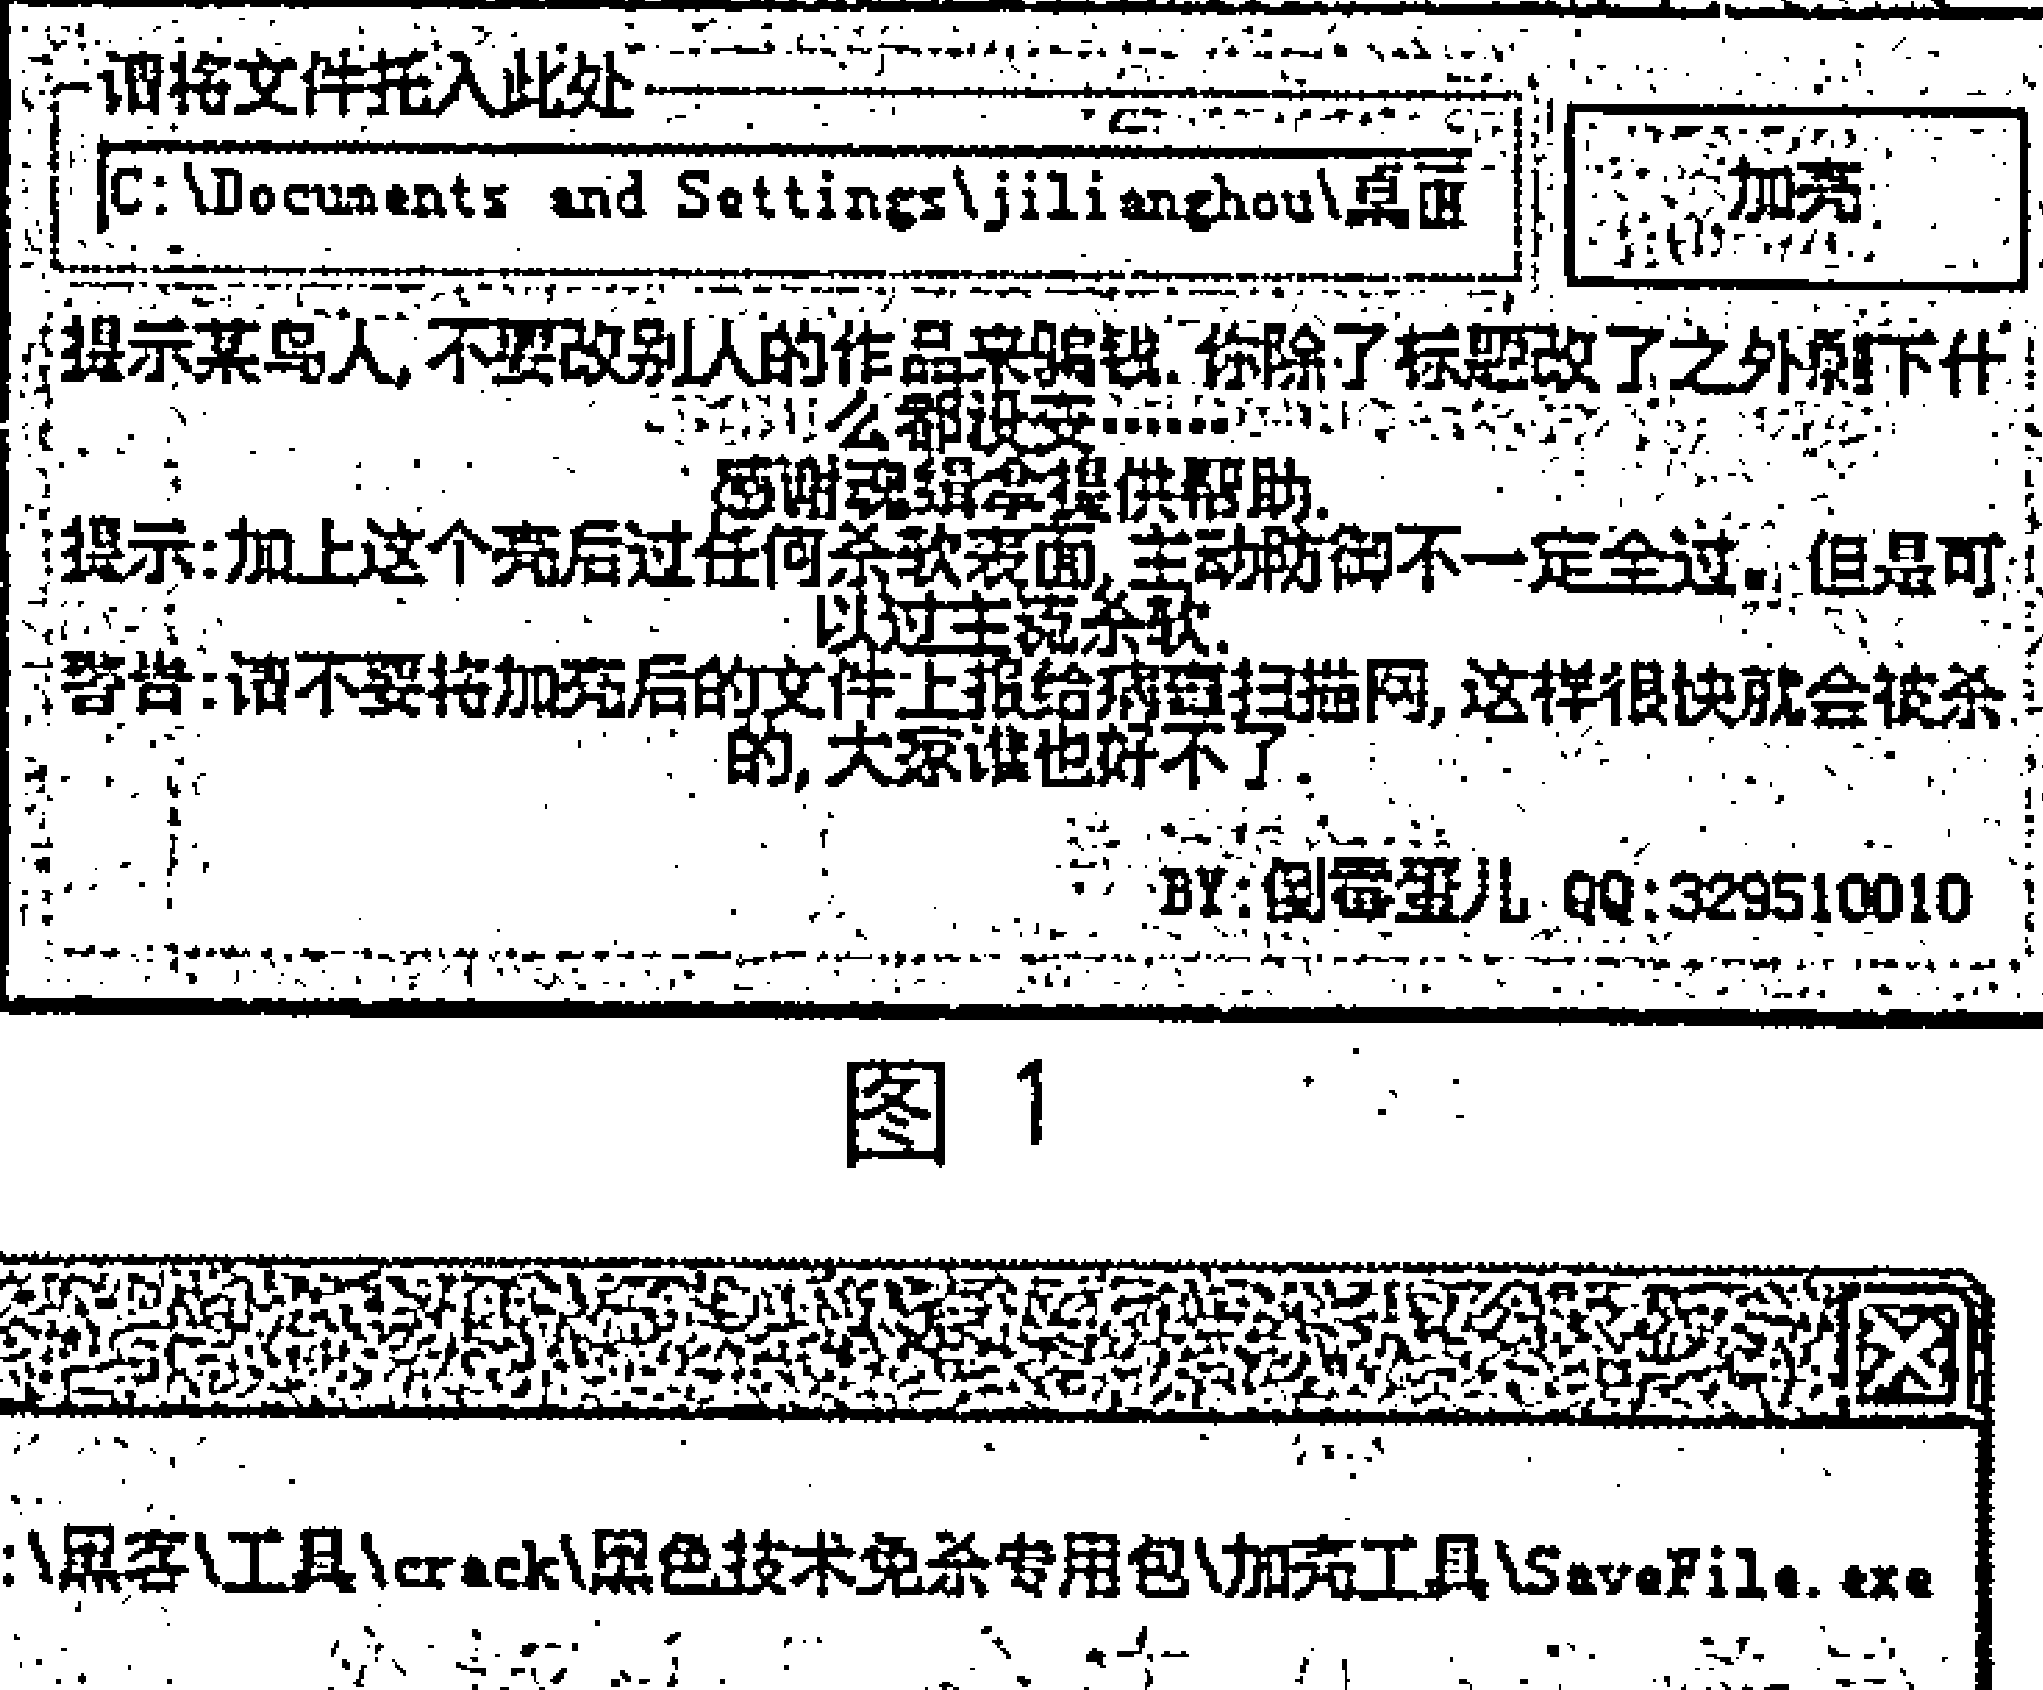 请将文件托入此处
C:\Documents and Settings\jilianghou\桌面
加壳
提示某鸟人,不要改别人的作品来骗钱.你除了标题改了之外剩下什
么都没变······
感谢魂缉拿提供帮助.
提示:加上这个壳后过任何杀软表面,主动防御不一定全过。但是可
以过主流杀软.
警告:请不要将加壳后的文件上报给病毒扫描网,这样很快就会被杀
的,大家谁也好不了.
BY:倒霉蛋儿 QQ:329510010
图 1
:\黑客\工具\crack\黑色技术免杀专用包\加壳工具\SaveFile.exe